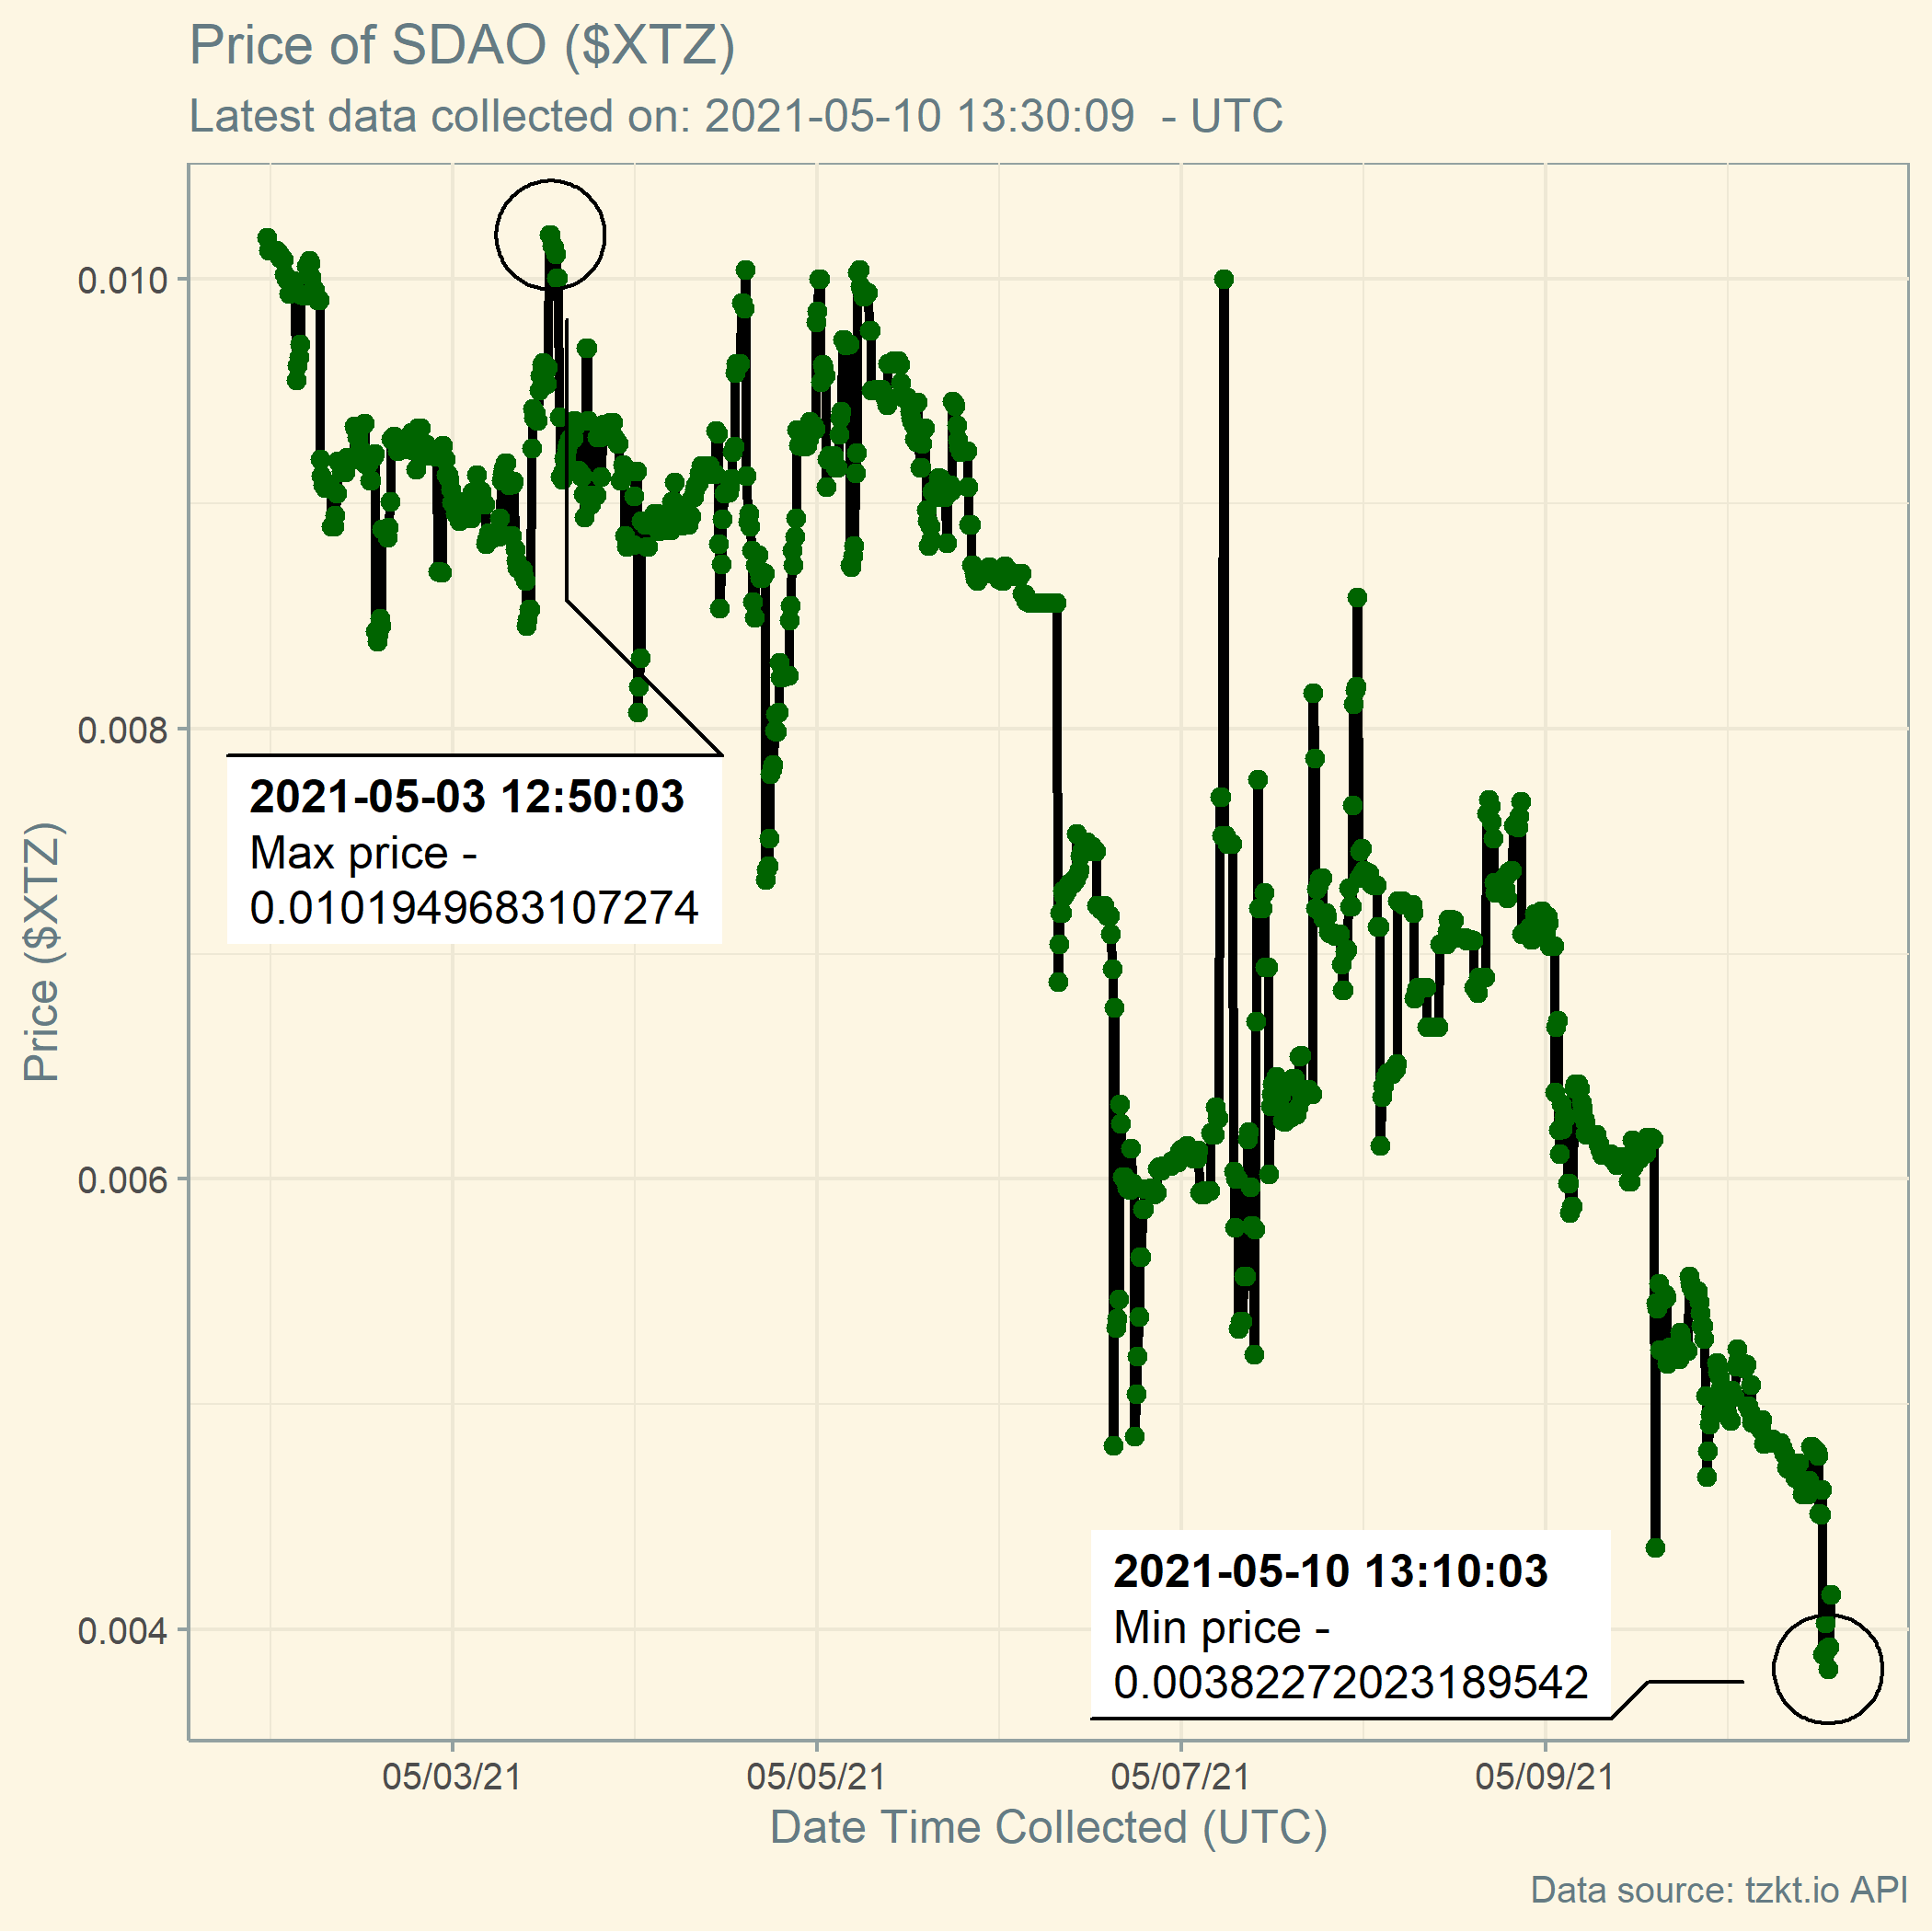 Price of SDAO ($XTZ)
Latest data collected on: 2021-05-10 13:30:09  - UTC
0.010
0.008
0.006
0.004
Price ($XTZ)
2021-05-03 12:50:03
Max price -
0.0101949683107274
2021-05-10 13:10:03
Min price -
0.00382272023189542
05/03/21
05/05/21
05/07/21
05/09/21
Date Time Collected (UTC)
Data source: tzkt.io API